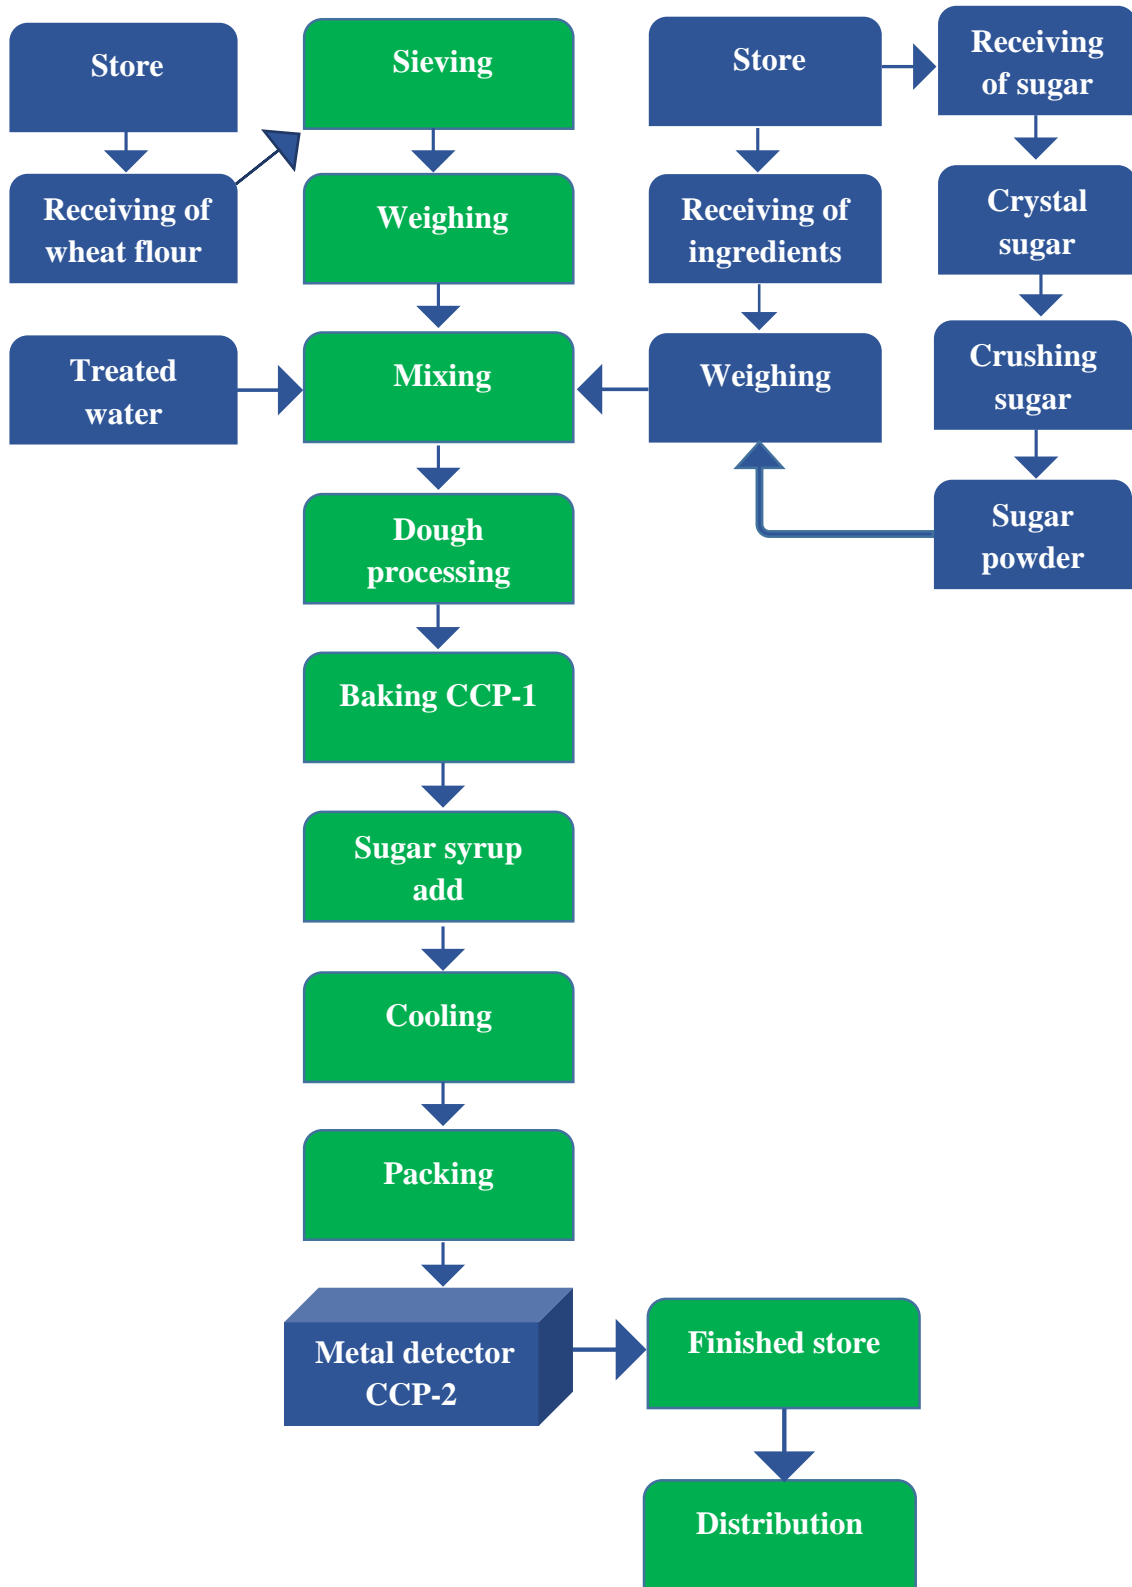 Store
Receiving of
wheat flour
Treated
water
Sieving
Weighing
Mixing
Dough
processing
Baking CCP-1
Sugar syrup
add
Cooling
Packing
Metal detector
CCP-2
Store
Receiving of
ingredients
Weighing
Receiving
of sugar
Crystal
sugar
Crushing
sugar
Sugar
powder
Finished store
Distribution